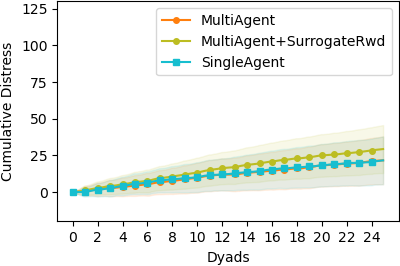 Cumulative Distress
125
100
75
50
25
0
MultiAgent
MultiAgent+SurrogateRwd
SingleAgent
0 2 4 6 8 10 12 14 16 18 20 22 24
Dyads